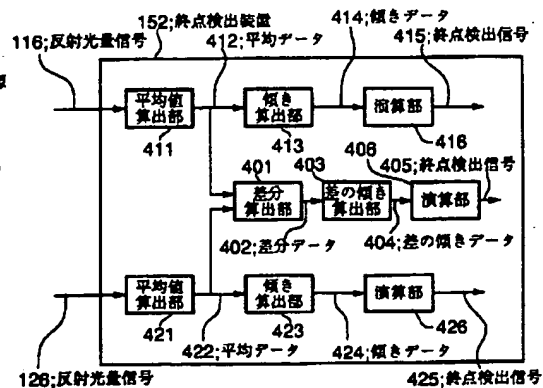 152;終点検出装置
414;傾きデータ
116;反射光量信号
412;平均データ
415;終点検出信号
平均値
算出部
411
傾き
算出部
413
演算部
416
401
403
406
405;終点検出信号
差分
算出部
差の傾き
算出部
演算部
402;差分データ
404;差の傾きデータ
平均値
算出部
421
傾き
算出部
423
演算部
426
422;平均データ
424;傾きデータ
126;反射光量信号
425;終点検出信号